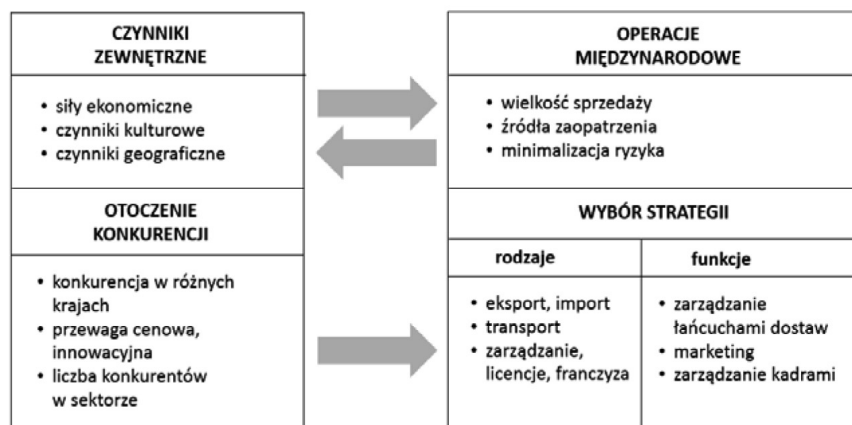 CZYNNIKI
ZEWNĘTRZNE
• siły ekonomiczne
• czynniki kulturowe
• czynniki geograficzne
OTOCZENIE
KONKURENCJI
• konkurencja w różnych
krajach
• przewaga cenowa,
innowacyjna
• liczba konkurentów
w sektorze
OPERACJE
MIĘDZYNARODOWE
• wielkość sprzedaży
• źródła zaopatrzenia
• minimalizacja ryzyka
WYBÓR STRATEGII
rodzaje
• eksport, import
• transport
• zarządzanie,
licencje, franczyza
funkcje
• zarządzanie
łańcuchami dostaw
• marketing
• zarządzanie kadrami